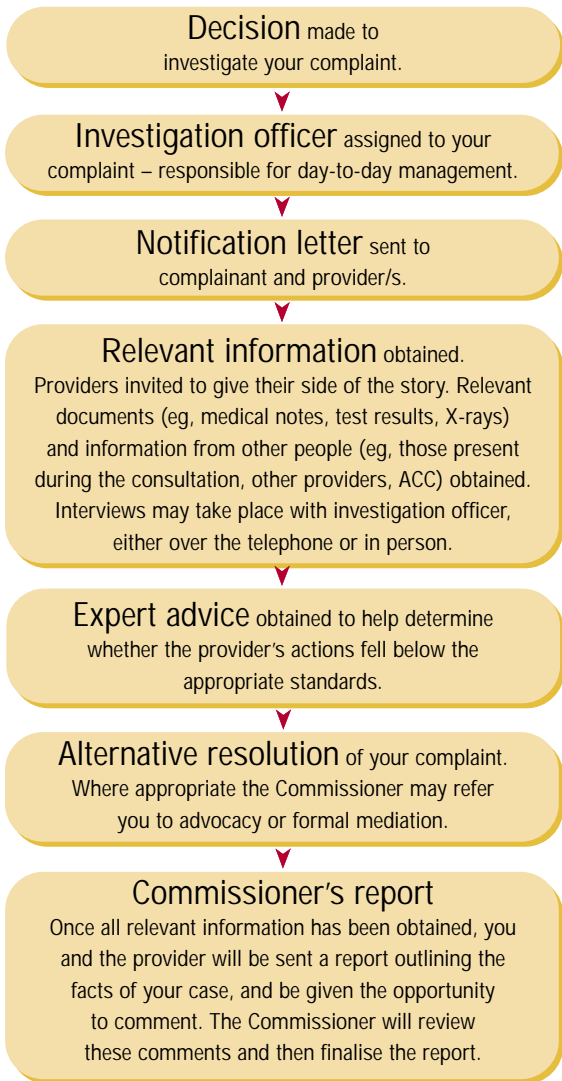 Decision made to
investigate your complaint.
Investigation officer assigned to your
complaint – responsible for day-to-day management.
Notification letter sent to
complainant and provider/s.
Relevant information obtained.
Providers invited to give their side of the story. Relevant
documents (eg, medical notes, test results, X-rays)
and information from other people (eg, those present
during the consultation, other providers, ACC) obtained.
Interviews may take place with investigation officer,
either over the telephone or in person.
Expert advice obtained to help determine
whether the provider's actions fell below the
appropriate standards.
Alternative resolution of your complaint.
Where appropriate the Commissioner may refer
you to advocacy or formal mediation.
Commissioner's report
Once all relevant information has been obtained, you
and the provider will be sent a report outlining the
facts of your case, and be given the opportunity
to comment. The Commissioner will review
these comments and then finalise the report.